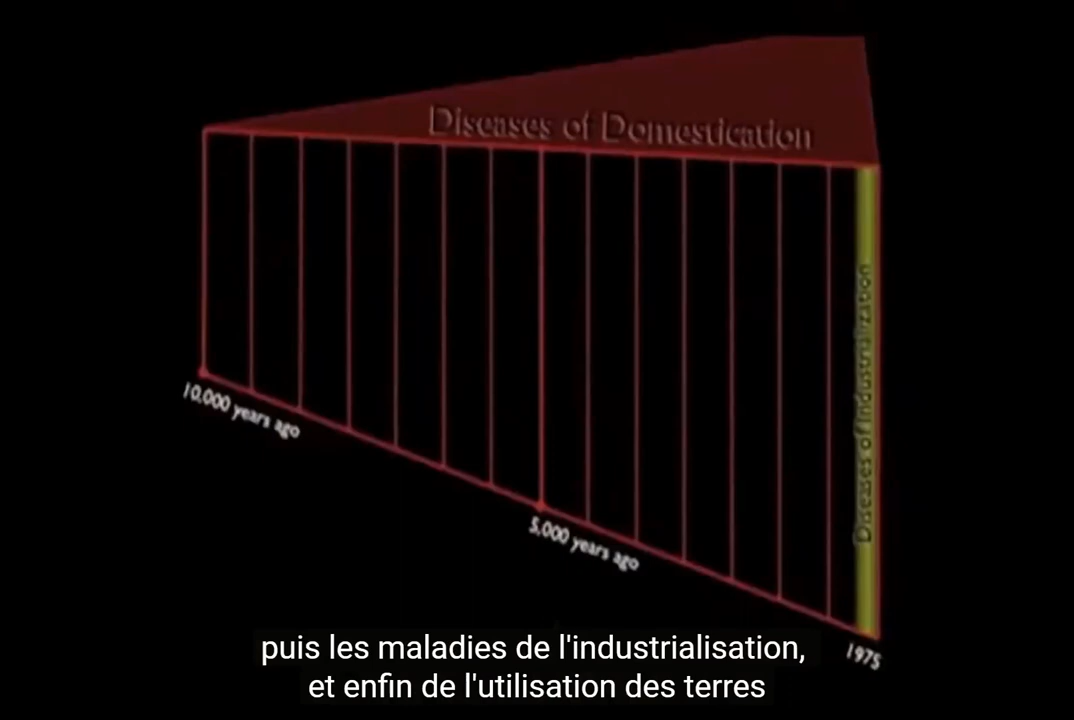 Diseases of Domestication
Diseases of Industrialization
10,000 years ago
5,000 years ago
1975
puis les maladies de l'industrialisation,
et enfin de l'utilisation des terres